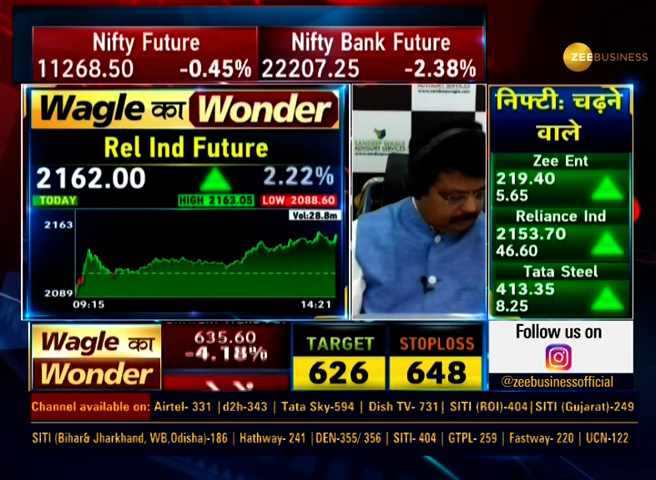 Nifty Future
11268.50 -0.45%
Nifty Bank Future
22207.25 -2.38%
ZEEBUSINESS
Wagle का Wonder
Rel Ind Future
2162.00 2.22%
TODAY HIGH 2163.05 LOW 2088.60
Vol:28.8m
2163
2089
09:15 14:21
SANDEEP WAGLE
ADVISORY SERVICES
निफ्टी: चढ़ने
वाले
Zee Ent
219.40
5.65
Reliance Ind
2153.70
46.60
Tata Steel
413.35
8.25
Wagle का
Wonder
635.60
-4.18%
TARGET
626
STOPLOSS
648
Follow us on
@zeebusinessofficial
Channel available on: Airtel- 331 |d2h-343 | Tata Sky-594 | Dish TV- 731| SITI (ROI)-404|SITI (Gujarat)-249
SITI (Bihar& Jharkhand, WB,Odisha)-186 | Hathway- 241 |DEN-355/ 356 | SITI- 404 | GTPL- 259 | Fastway- 220 | UCN-122